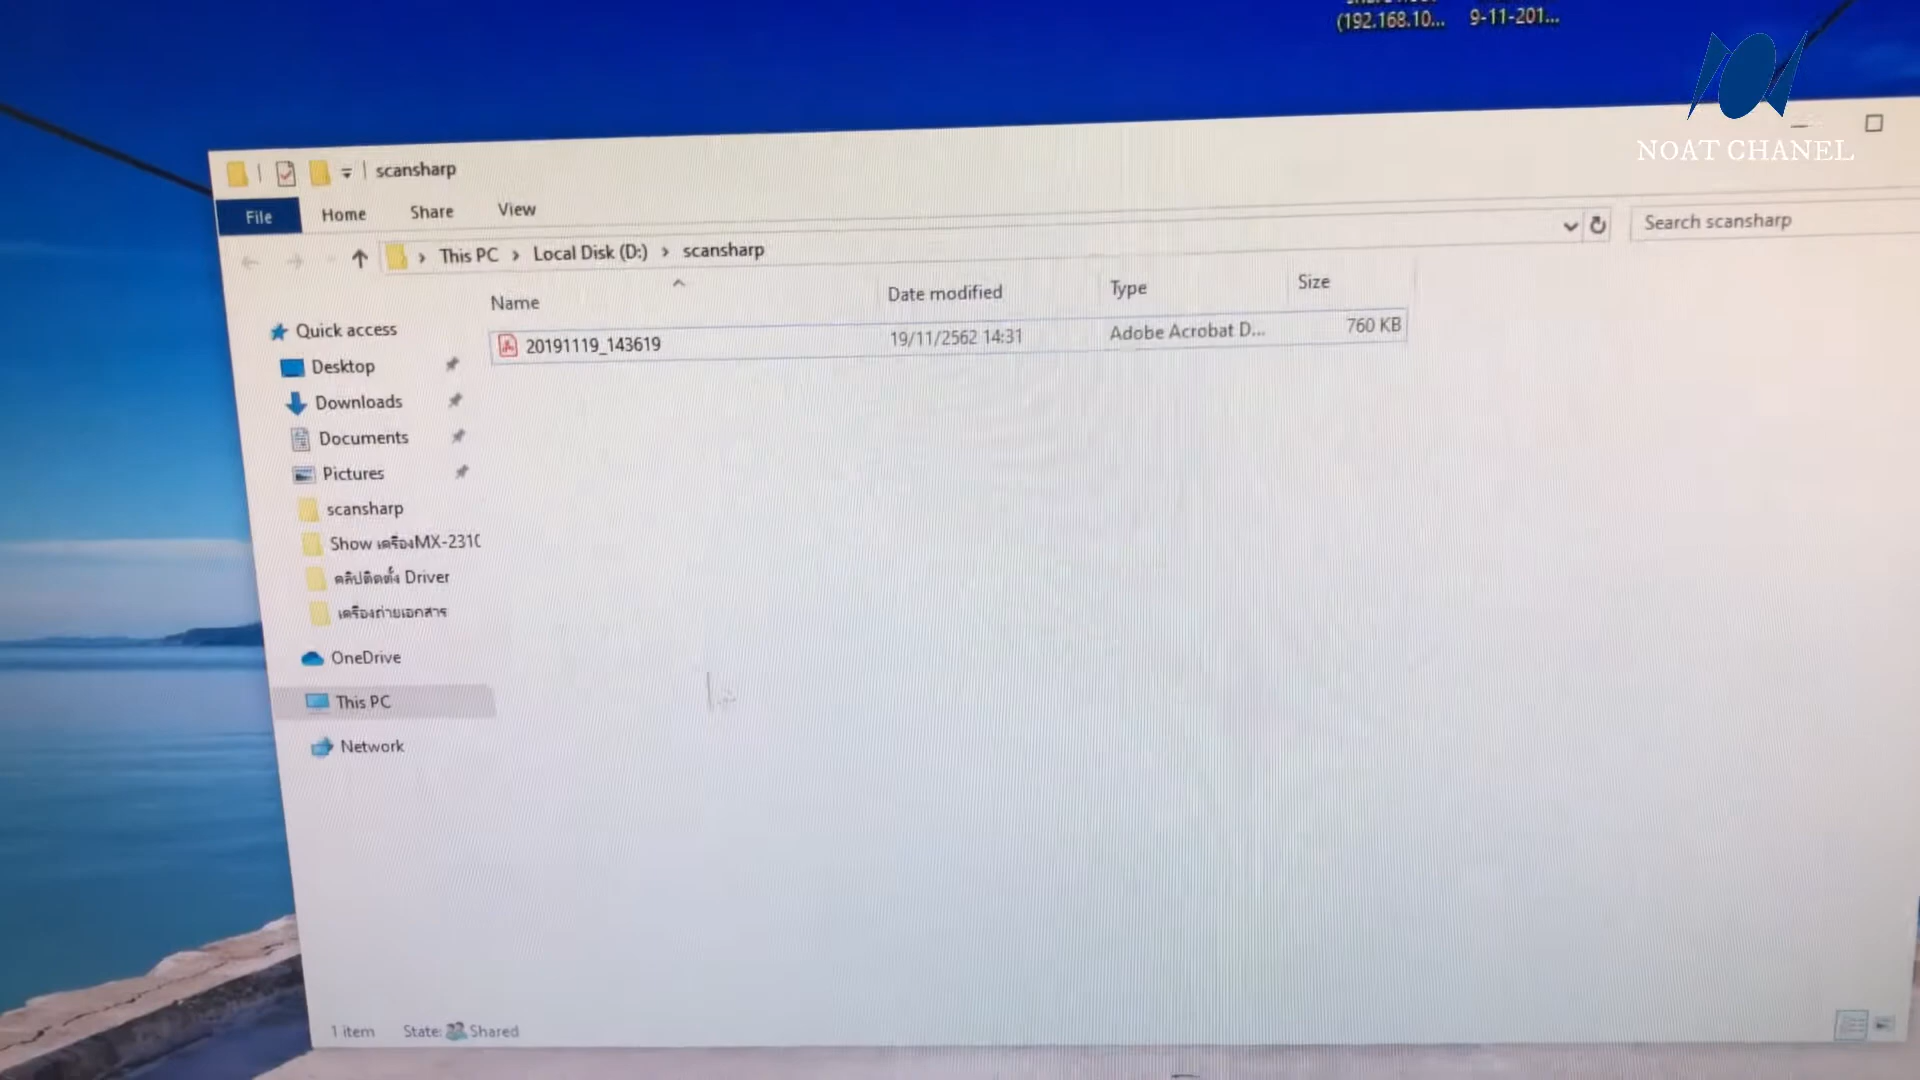 (192.168.10... 9-11-201...
NOAT CHANEL
scansharp
File Home Share View
This PC > Local Disk (D:) > scansharp
Search scansharp
Name Date modified Type Size
20191119_143619 19/11/2562 14:31 Adobe Acrobat D... 760 KB
Quick access
Desktop
Downloads
Documents
Pictures
scansharp
Show เครื่องMX-231
คลิปติดตั้ง Driver
เครื่องถ่ายเอกสาร
OneDrive
This PC
Network
1 item State: Shared